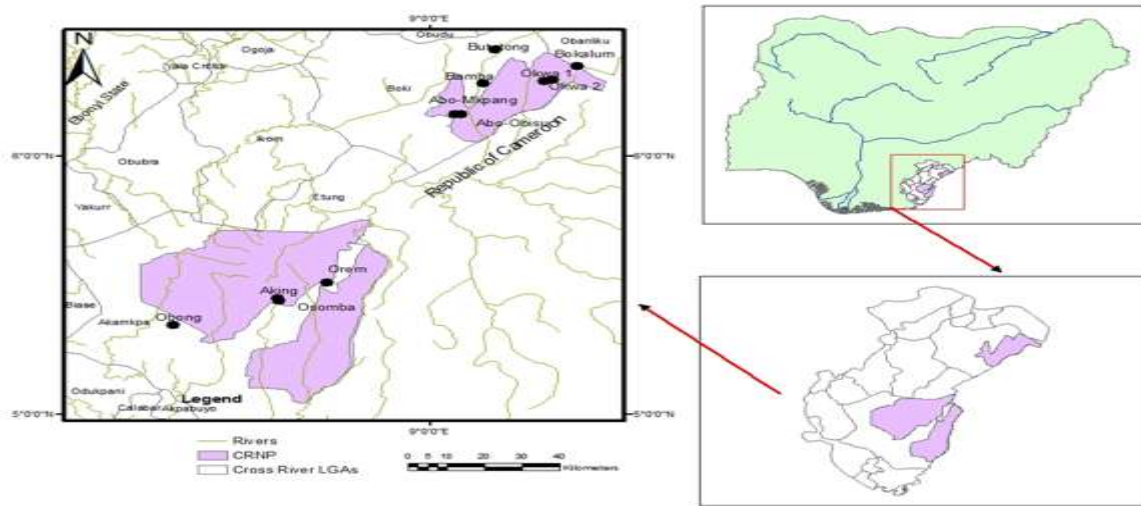 9°0'0"E
N
Obudu
Ogoja
Butatong
Obanliku
Bokalum
Yala Cross
Bamba
Okwa 1
Okwa 2
Boki
Ebonyi State
Abo-Mkpang
Abo-Obisu
Ikom
6°0'0"N
6°0'0"N
Obubra
Republic of Cameroon
Etung
Yakurr
Orem
Aking
Osomba
Biase
Akamkpa
Obong
Odukpani
Calabar
Akpabuyo
5°0'0"N
5°0'0"N
9°0'0"E
Legend
Rivers
CRNP
Cross River LGAs
0 5 10 20 30 40
Kilometers